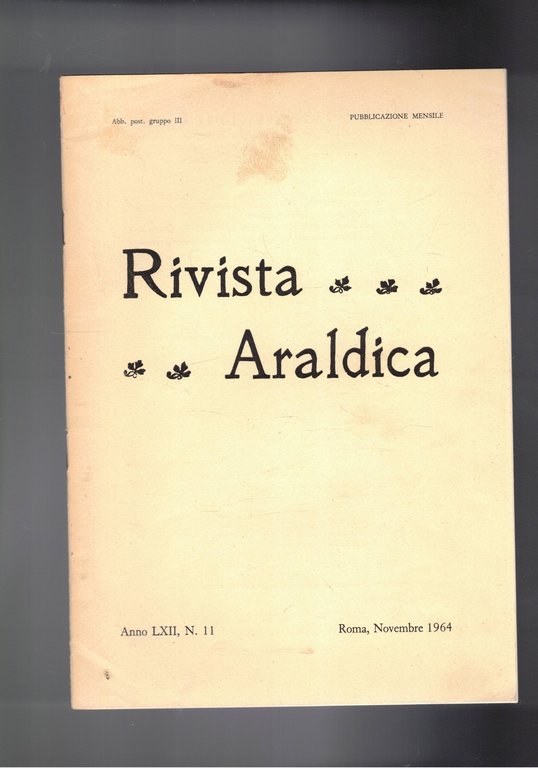 Abb. post. gruppo III
PUBBLICAZIONE MENSILE
Rivista
Araldica
Anno LXII, N. 11
Roma, Novembre 1964